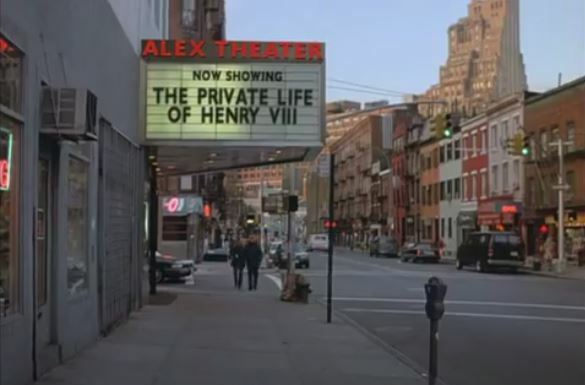 ALEX THEATER
NOW SHOWING
THE PRIVATE LIFE
OF HENRY VIII